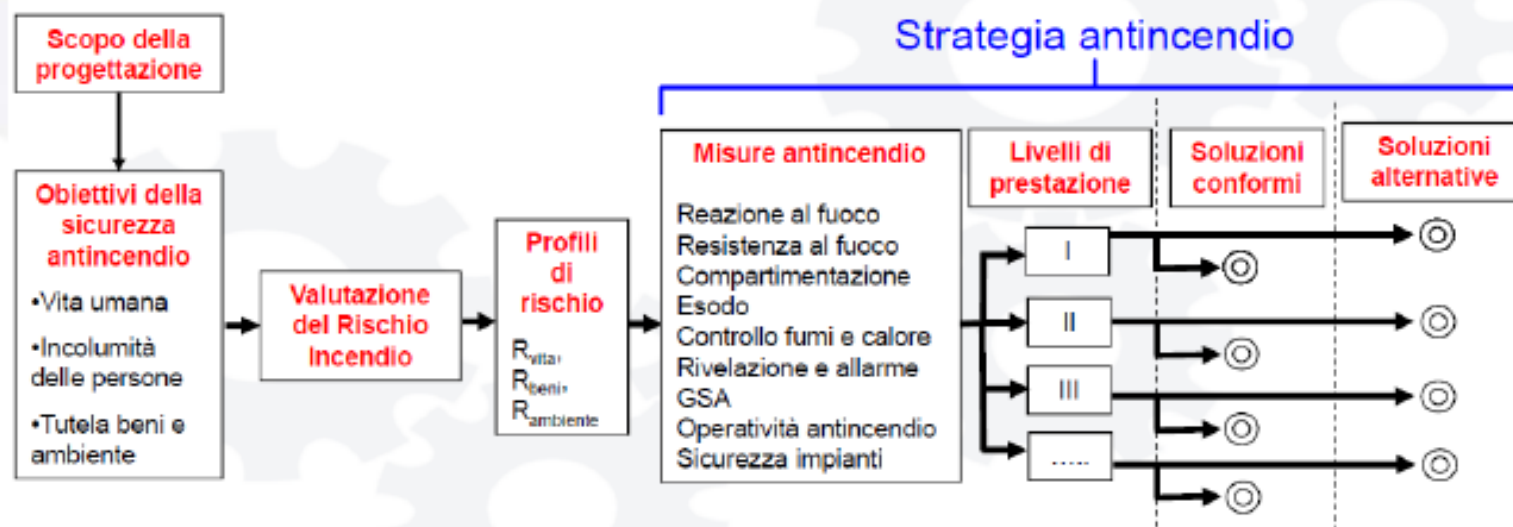 Scopo della
progettazione
Obiettivi della
sicurezza
antincendio
•Vita umana
•Incolumità
delle persone
•Tutela beni e
ambiente
Valutazione
del Rischio
Incendio
Profili
di
rischio
Rvita,
Rbeni,
Rambiente
Strategia antincendio
Misure antincendio
Reazione al fuoco
Resistenza al fuoco
Compartimentazione
Esodo
Controllo fumi e calore
Rivelazione e allarme
GSA
Operatività antincendio
Sicurezza impianti
Livelli di
prestazione
I
II
III
.....
Soluzioni
conformi
Soluzioni
alternative